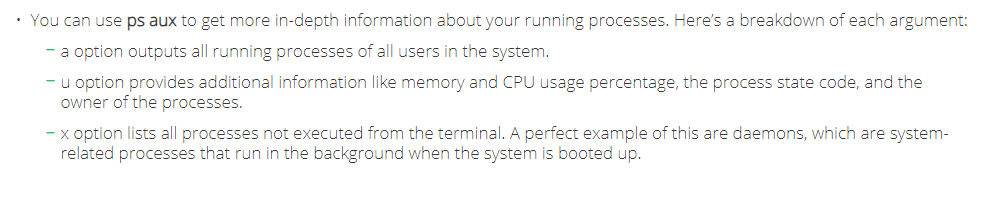 • You can use ps aux to get more in-depth information about your running processes. Here's a breakdown of each argument:
– a option outputs all running processes of all users in the system.
– u option provides additional information like memory and CPU usage percentage, the process state code, and the
owner of the processes.
– x option lists all processes not executed from the terminal. A perfect example of this are daemons, which are system-
related processes that run in the background when the system is booted up.